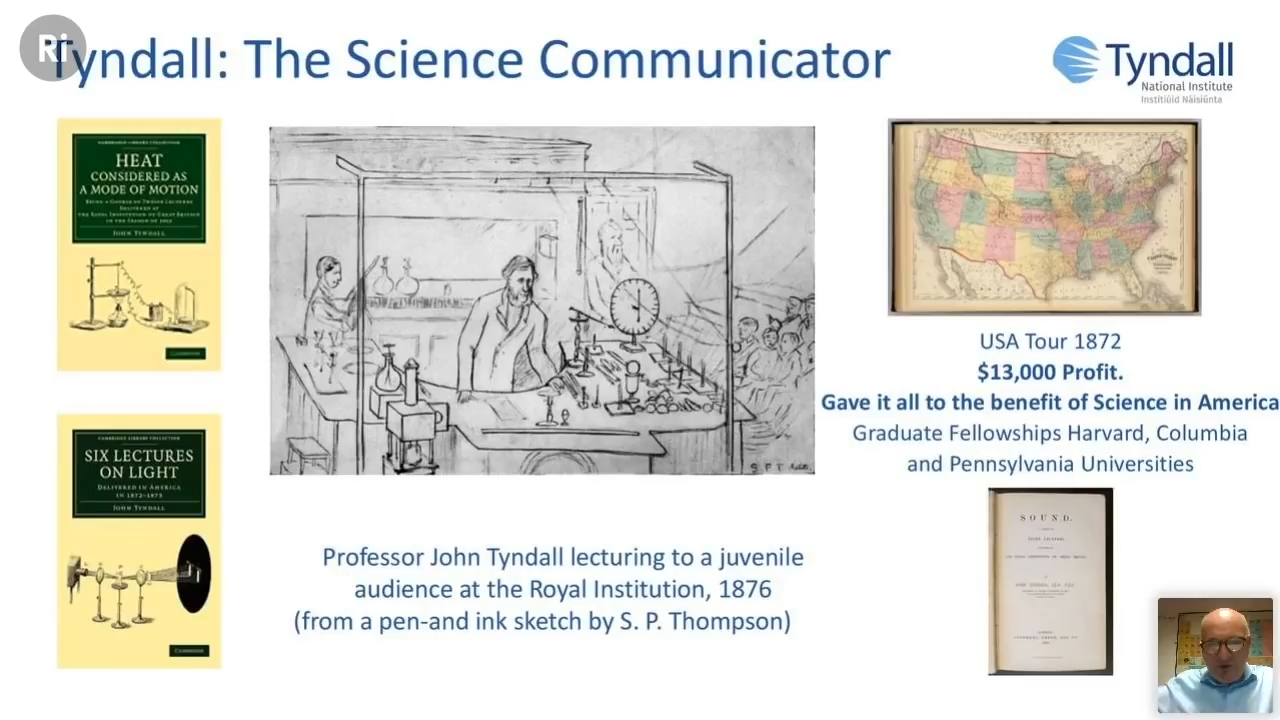 Ri
Tyndall: The Science Communicator
Tyndall
National Institute
Institiúid Náisiúnta
CAMBRIDGE LIBRARY COLLECTION
HEAT
CONSIDERED AS
A MODE OF MOTION
BEING A COURSE OF TWELVE LECTURES
DELIVERED AT
THE ROYAL INSTITUTION OF GREAT BRITAIN
IN THE SEASON OF 1862
JOHN TYNDALL
CAMBRIDGE
CAMBRIDGE LIBRARY COLLECTION
SIX LECTURES
ON LIGHT
DELIVERED IN AMERICA
IN 1872–1873
JOHN TYNDALL
CAMBRIDGE
Professor John Tyndall lecturing to a juvenile
audience at the Royal Institution, 1876
(from a pen-and ink sketch by S. P. Thompson)
USA Tour 1872
$13,000 Profit.
Gave it all to the benefit of Science in America
Graduate Fellowships Harvard, Columbia
and Pennsylvania Universities
SOUND.